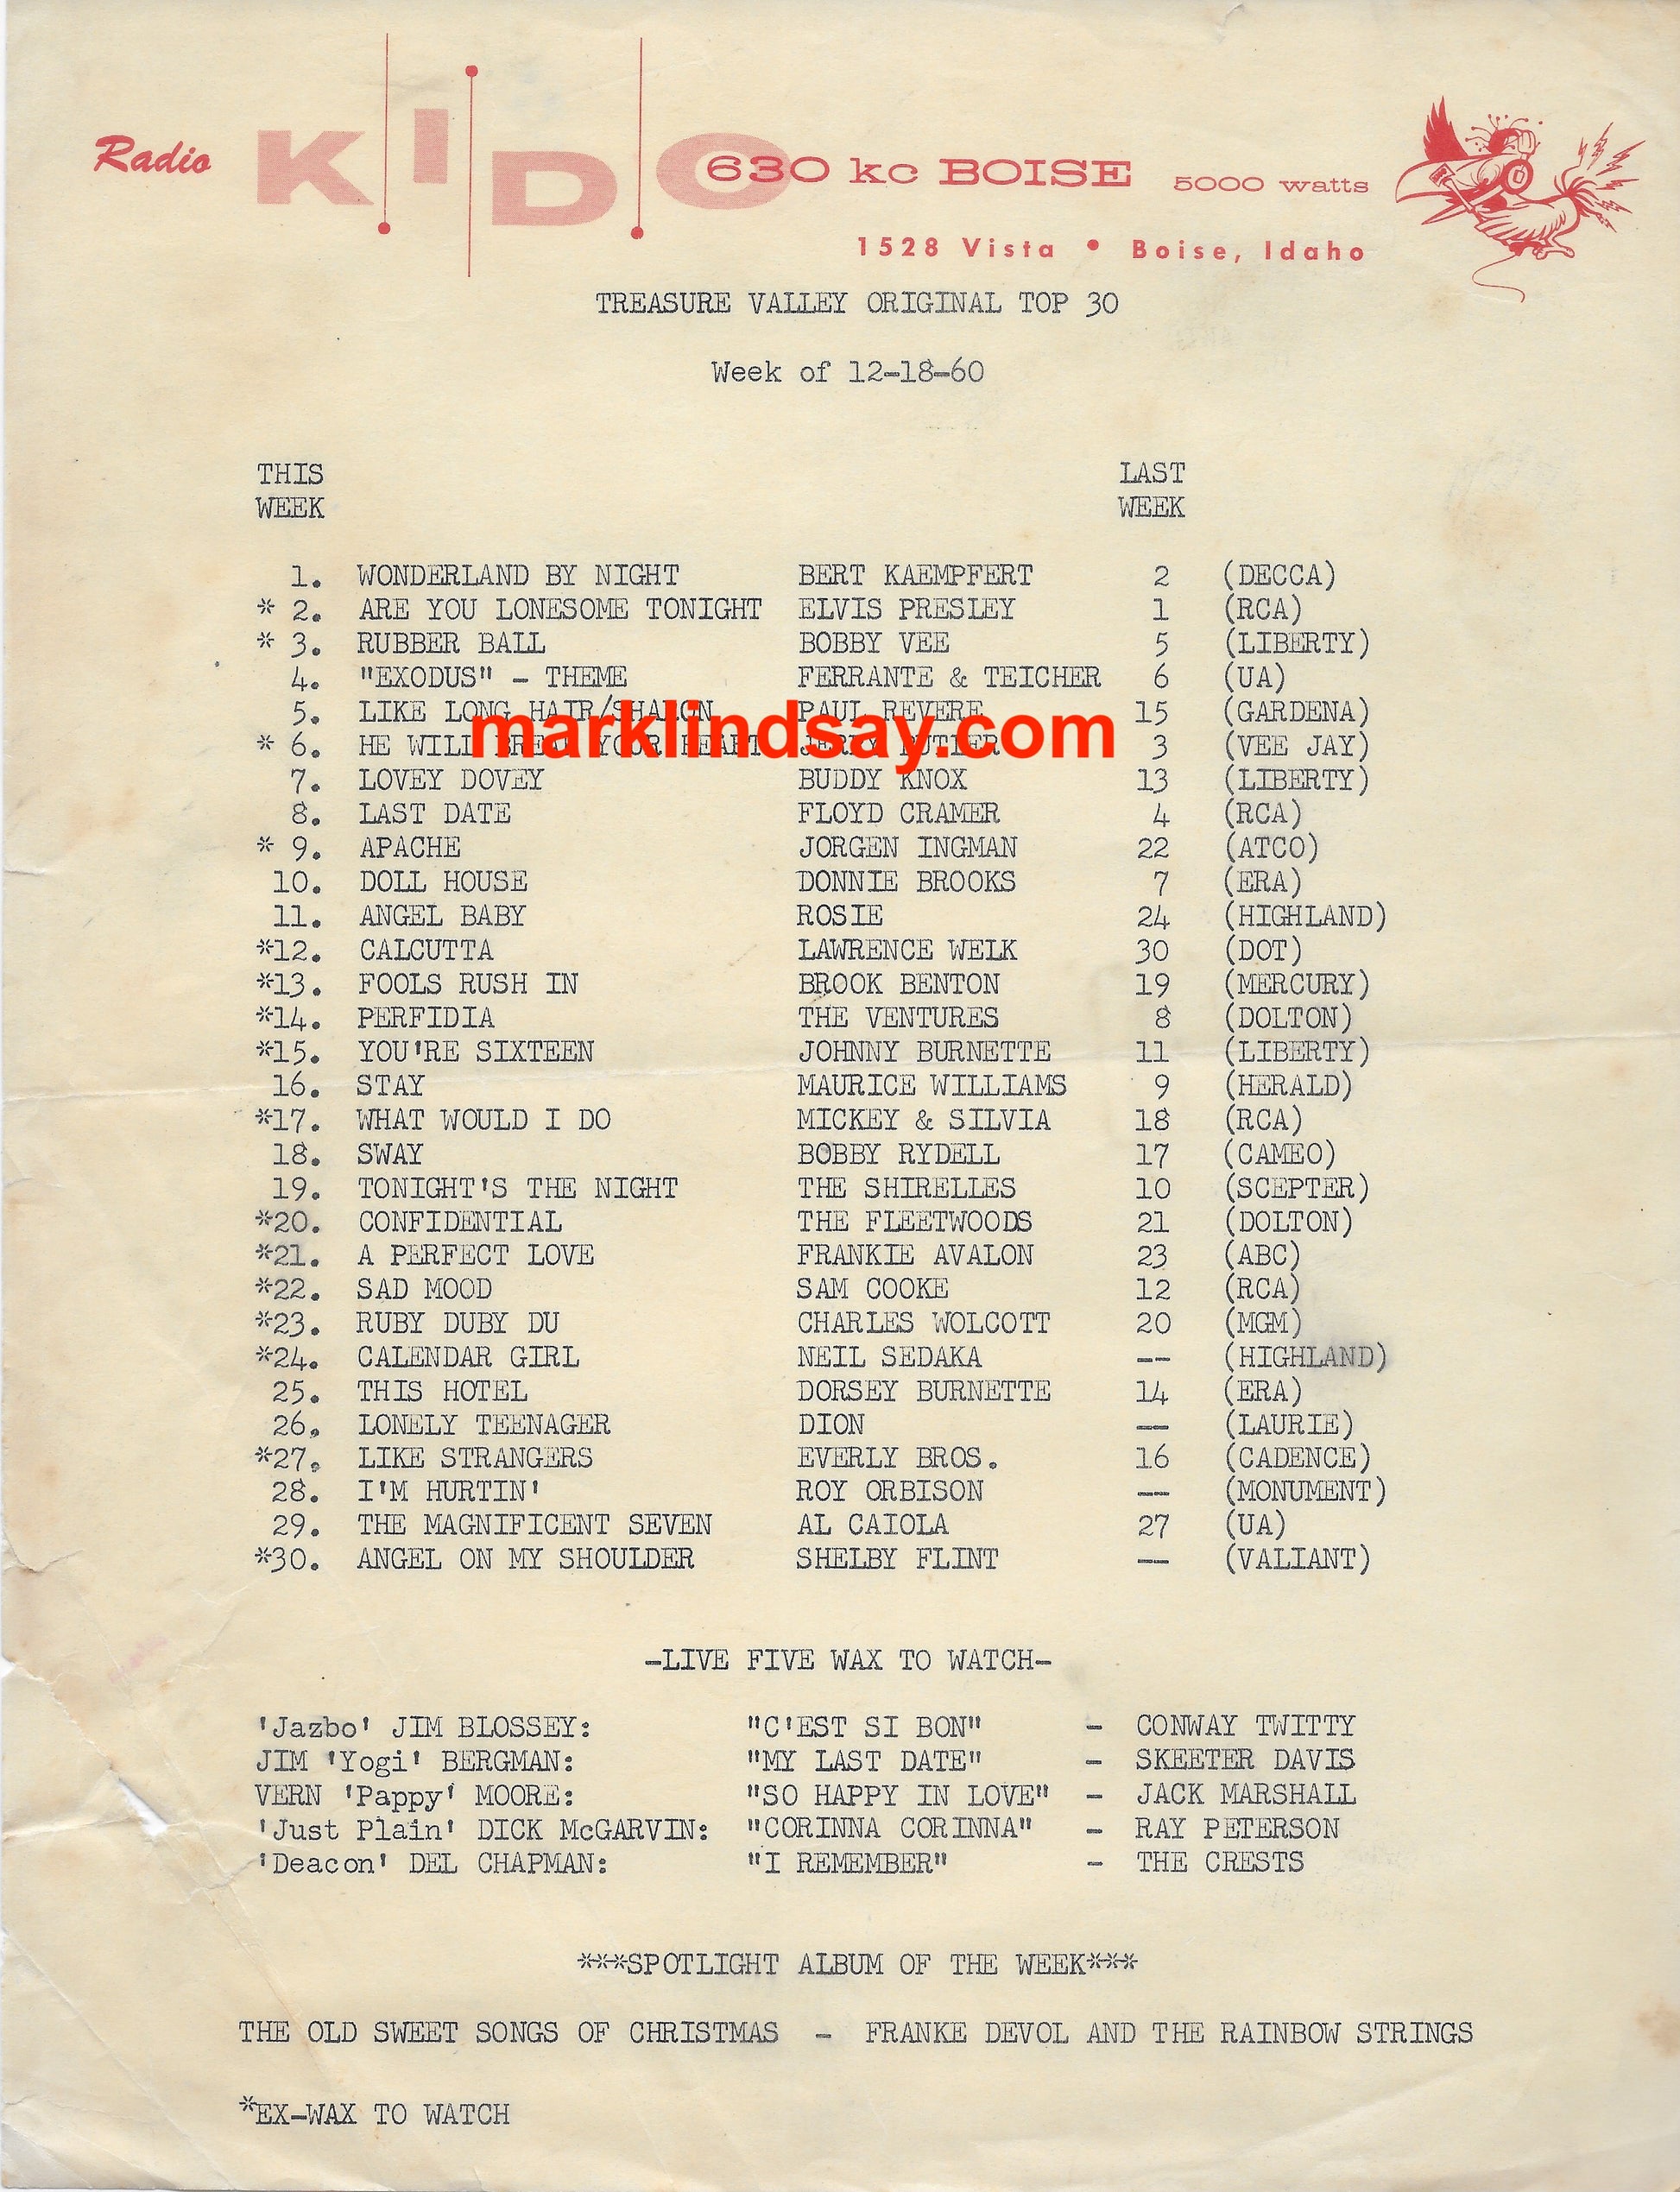 Radio KIDO 630 kc BOISE 5000 watts
1528 Vista • Boise, Idaho
TREASURE VALLEY ORIGINAL TOP 30
Week of 12-18-60
THIS WEEK LAST WEEK
1. WONDERLAND BY NIGHT BERT KAEMPFERT 2 (DECCA)
* 2. ARE YOU LONESOME TONIGHT ELVIS PRESLEY 1 (RCA)
* 3. RUBBER BALL BOBBY VEE 5 (LIBERTY)
4. "EXODUS" - THEME FERRANTE & TEICHER 6 (UA)
5. LIKE LONG HAIR/SHARON PAUL REVERE 15 (GARDENA)
marklindsay.com
* 6. HE WILL BREAK YOUR HEART JERRY BUTLER 3 (VEE JAY)
7. LOVEY DOVEY BUDDY KNOX 13 (LIBERTY)
8. LAST DATE FLOYD CRAMER 4 (RCA)
* 9. APACHE JORGEN INGMAN 22 (ATCO)
10. DOLL HOUSE DONNIE BROOKS 7 (ERA)
11. ANGEL BABY ROSIE 24 (HIGHLAND)
*12. CALCUTTA LAWRENCE WELK 30 (DOT)
*13. FOOLS RUSH IN BROOK BENTON 19 (MERCURY)
*14. PERFIDIA THE VENTURES 8 (DOLTON)
*15. YOU'RE SIXTEEN JOHNNY BURNETTE 11 (LIBERTY)
16. STAY MAURICE WILLIAMS 9 (HERALD)
*17. WHAT WOULD I DO MICKEY & SILVIA 18 (RCA)
18. SWAY BOBBY RYDELL 17 (CAMEO)
19. TONIGHT'S THE NIGHT THE SHIRELLES 10 (SCEPTER)
*20. CONFIDENTIAL THE FLEETWOODS 21 (DOLTON)
*21. A PERFECT LOVE FRANKIE AVALON 23 (ABC)
*22. SAD MOOD SAM COOKE 12 (RCA)
*23. RUBY DUBY DU CHARLES WOLCOTT 20 (MGM)
*24. CALENDAR GIRL NEIL SEDAKA -- (HIGHLAND)
25. THIS HOTEL DORSEY BURNETTE 14 (ERA)
26. LONELY TEENAGER DION -- (LAURIE)
*27. LIKE STRANGERS EVERLY BROS. 16 (CADENCE)
28. I'M HURTIN' ROY ORBISON -- (MONUMENT)
29. THE MAGNIFICENT SEVEN AL CAIOLA 27 (UA)
*30. ANGEL ON MY SHOULDER SHELBY FLINT -- (VALIANT)
-LIVE FIVE WAX TO WATCH-
'Jazbo' JIM BLOSSEY: "C'EST SI BON" - CONWAY TWITTY
JIM 'Yogi' BERGMAN: "MY LAST DATE" - SKEETER DAVIS
VERN 'Pappy' MOORE: "SO HAPPY IN LOVE" - JACK MARSHALL
'Just Plain' DICK McGARVIN: "CORINNA CORINNA" - RAY PETERSON
'Deacon' DEL CHAPMAN: "I REMEMBER" - THE CRESTS
***SPOTLIGHT ALBUM OF THE WEEK***
THE OLD SWEET SONGS OF CHRISTMAS - FRANKE DEVOL AND THE RAINBOW STRINGS
*EX-WAX TO WATCH